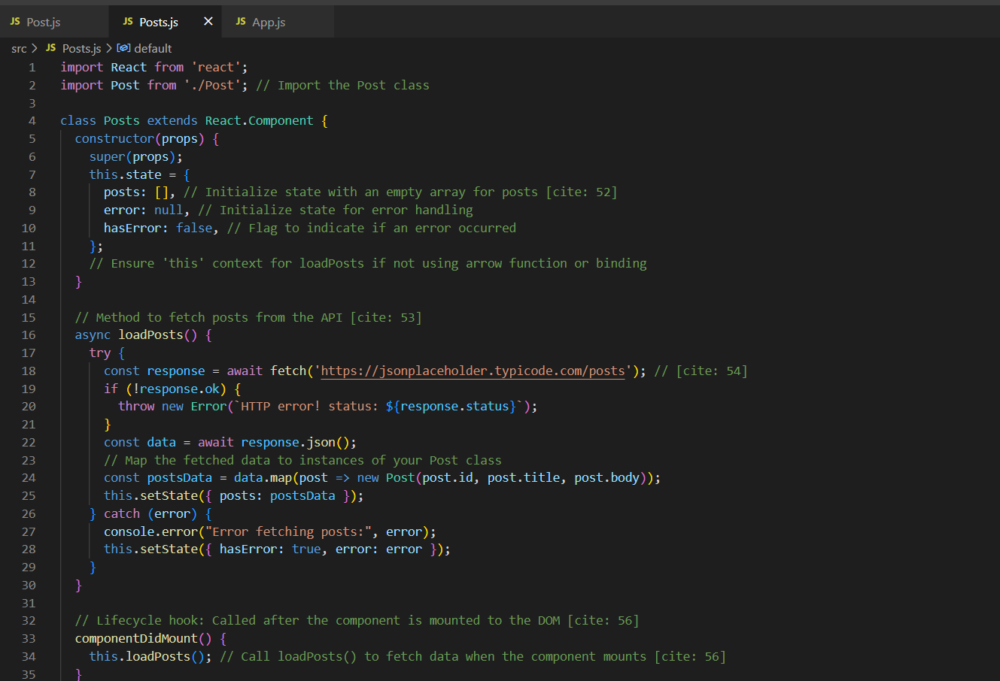 JS Post.js JS Posts.js × JS App.js
src > JS Posts.js > default
1 import React from 'react';
2 import Post from './Post'; // Import the Post class
3
4 class Posts extends React.Component {
5   constructor(props) {
6     super(props);
7     this.state = {
8       posts: [], // Initialize state with an empty array for posts [cite: 52]
9       error: null, // Initialize state for error handling
10       hasError: false, // Flag to indicate if an error occurred
11     };
12     // Ensure 'this' context for loadPosts if not using arrow function or binding
13   }
14
15   // Method to fetch posts from the API [cite: 53]
16   async loadPosts() {
17     try {
18       const response = await fetch('https://jsonplaceholder.typicode.com/posts'); // [cite: 54]
19       if (!response.ok) {
20         throw new Error(`HTTP error! status: ${response.status}`);
21       }
22       const data = await response.json();
23       // Map the fetched data to instances of your Post class
24       const postsData = data.map(post => new Post(post.id, post.title, post.body));
25       this.setState({ posts: postsData });
26     } catch (error) {
27       console.error("Error fetching posts:", error);
28       this.setState({ hasError: true, error: error });
29     }
30   }
31
32   // Lifecycle hook: Called after the component is mounted to the DOM [cite: 56]
33   componentDidMount() {
34     this.loadPosts(); // Call loadPosts() to fetch data when the component mounts [cite: 56]
35   }